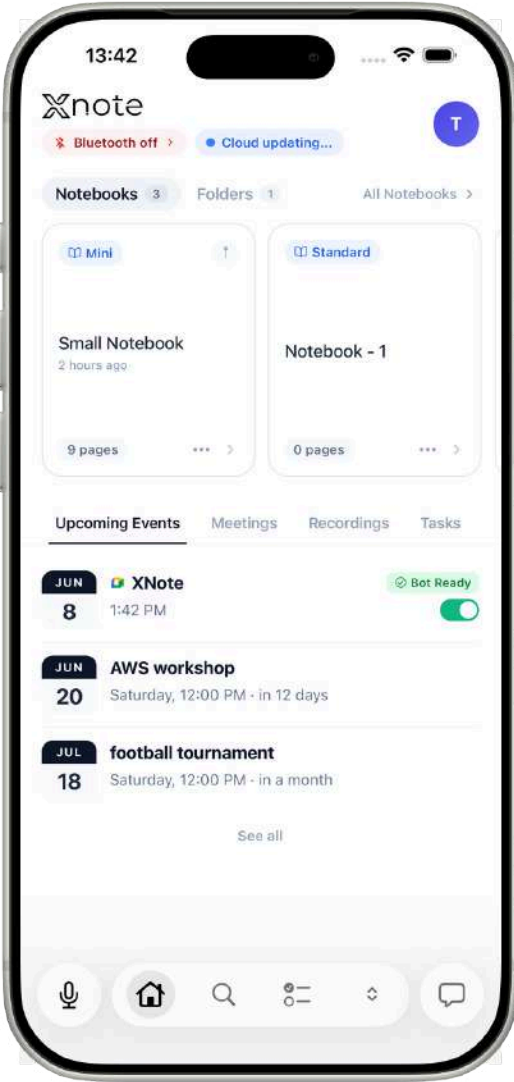 13:42
Xnote
Bluetooth off >
Cloud updating...
T
Notebooks 3
Folders 1
All Notebooks >
Mini
Standard
Small Notebook
2 hours ago
Notebook - 1
9 pages
0 pages
Upcoming Events
Meetings
Recordings
Tasks
JUN
8
XNote
1:42 PM
Bot Ready
JUN
20
AWS workshop
Saturday, 12:00 PM · in 12 days
JUL
18
football tournament
Saturday, 12:00 PM · in a month
See all